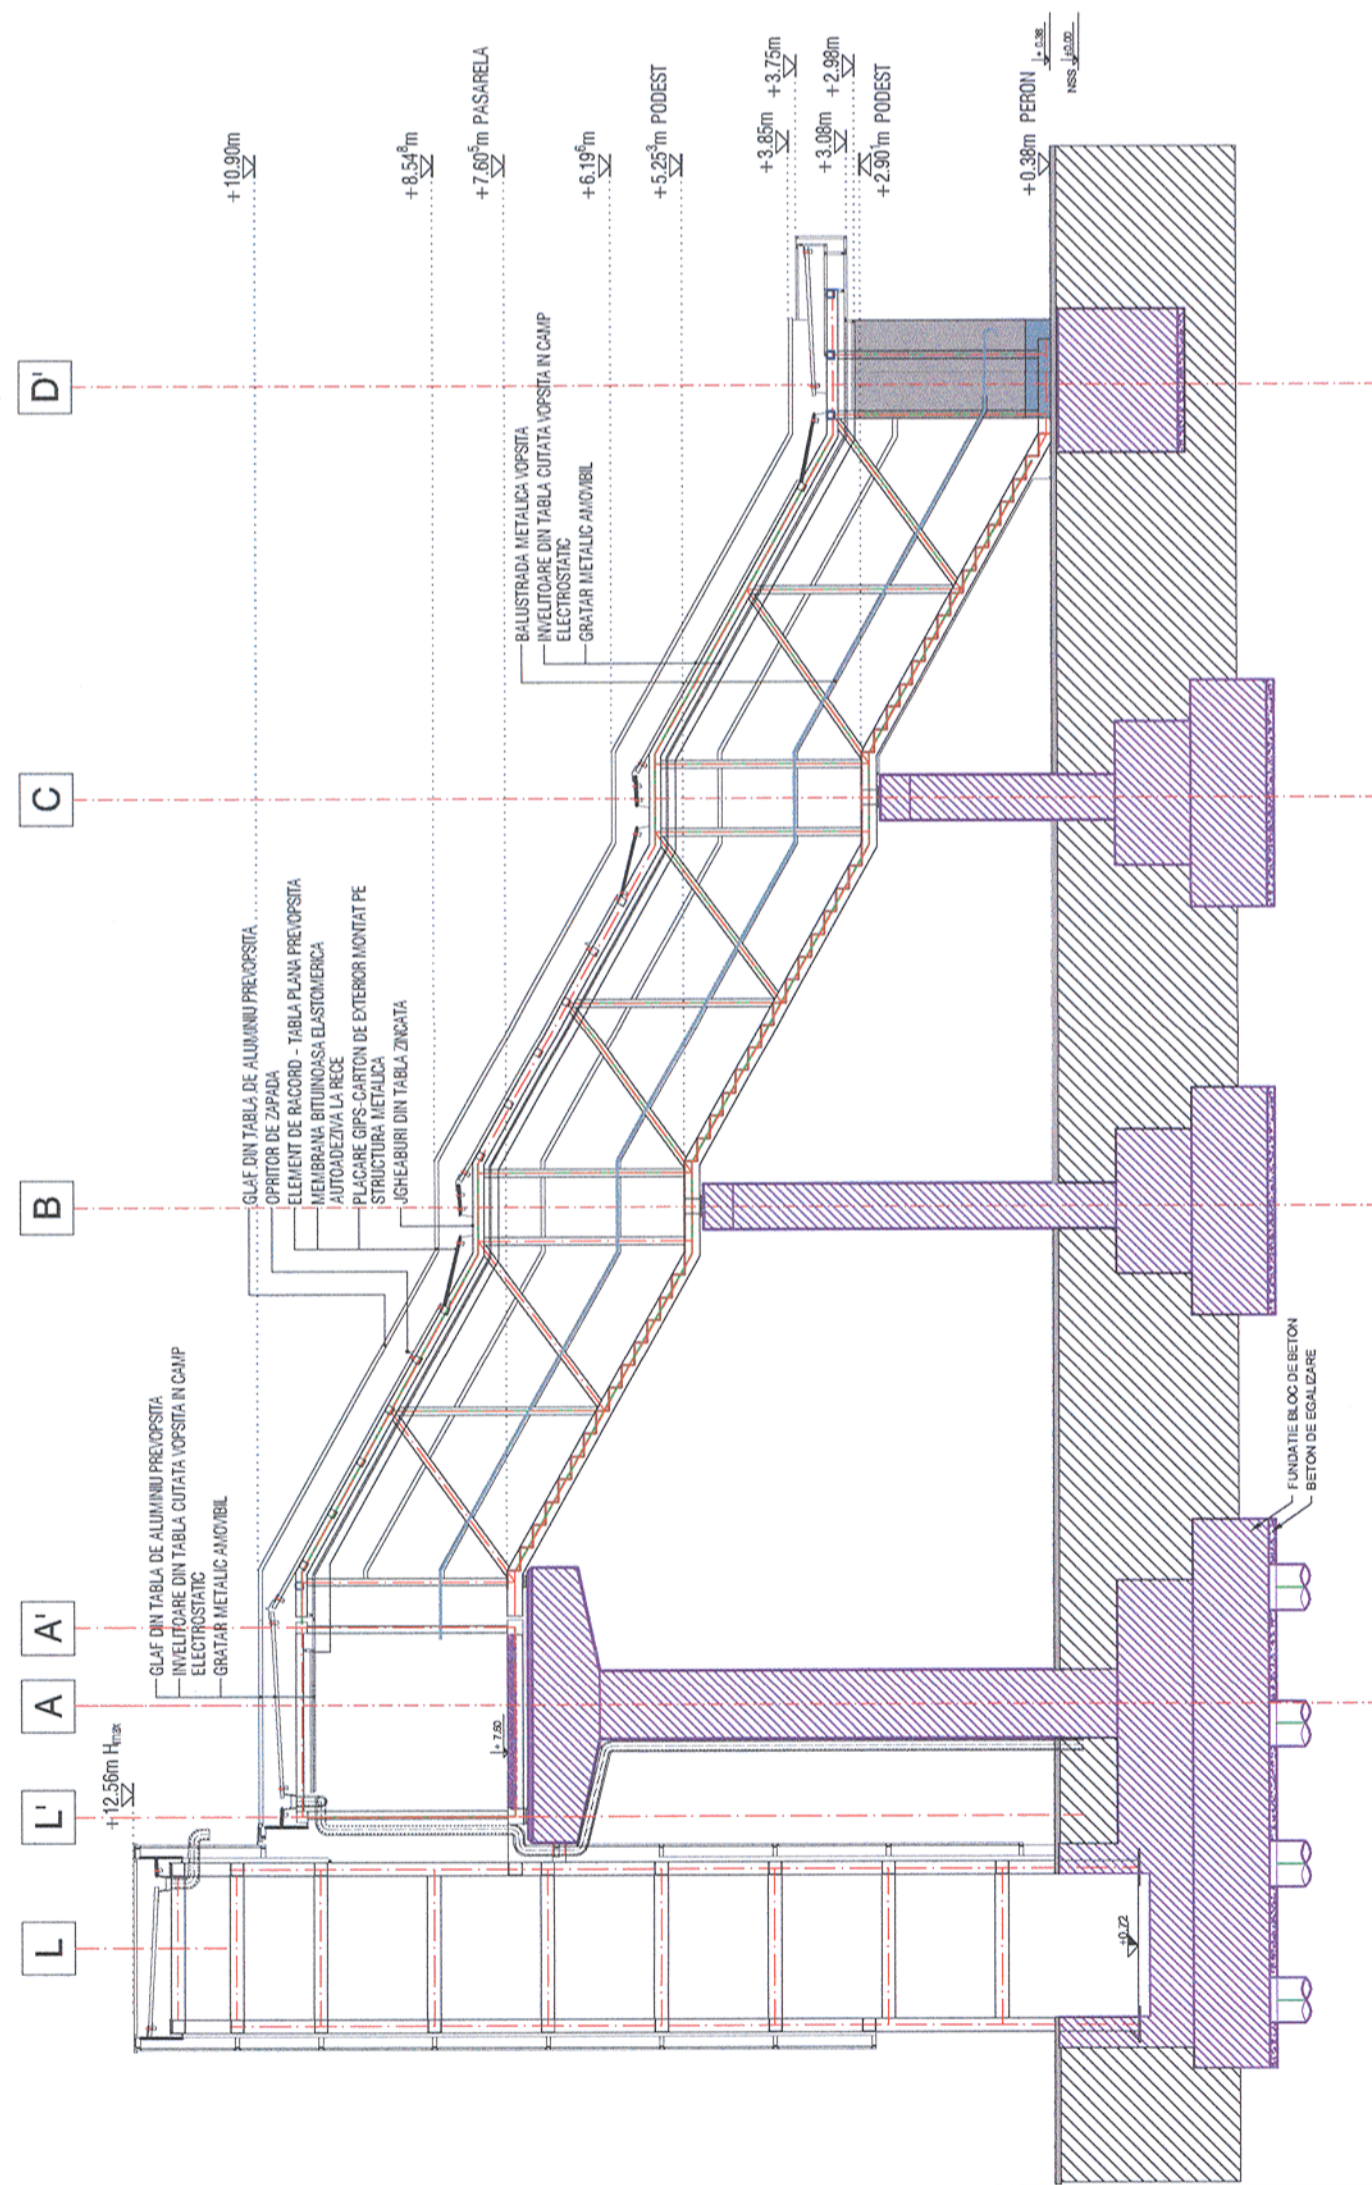 L
L'
A
A'
B
C
D'
+12.56m Hmax
GLAF DIN TABLA DE ALUMINIU PREVOPSITA
INVELITOARE DIN TABLA CUTATA VOPSITA IN CAMP
ELECTROSTATIC
GRATAR METALIC AMOVIBIL
GLAF DIN TABLA DE ALUMINIU PREVOPSITA
OPRITOR DE ZAPADA
ELEMENT DE RACORD - TABLA PLANA PREVOPSITA
MEMBRANA BITUINOASA ELASTOMERICA
AUTOADEZIVA LA RECE
PLACARE GIPS-CARTON DE EXTERIOR MONTAT PE
STRUCTURA METALICA
JGHEABURI DIN TABLA ZINCATA
BALUSTRADA METALICA VOPSITA
INVELITOARE DIN TABLA CUTATA VOPSITA IN CAMP
ELECTROSTATIC
GRATAR METALIC AMOVIBIL
+10.90m
+8.54⁸m
+7.60⁵m PASARELA
+6.19⁶m
+5.25³m PODEST
+3.85m
+3.75m
+3.08m
+2.98m
+2.90¹m PODEST
+0.38m PERON
+ 0.38
NSS ±0.00
+ 7.60
+0.72
FUNDATIE BLOC DE BETON
BETON DE EGALIZARE